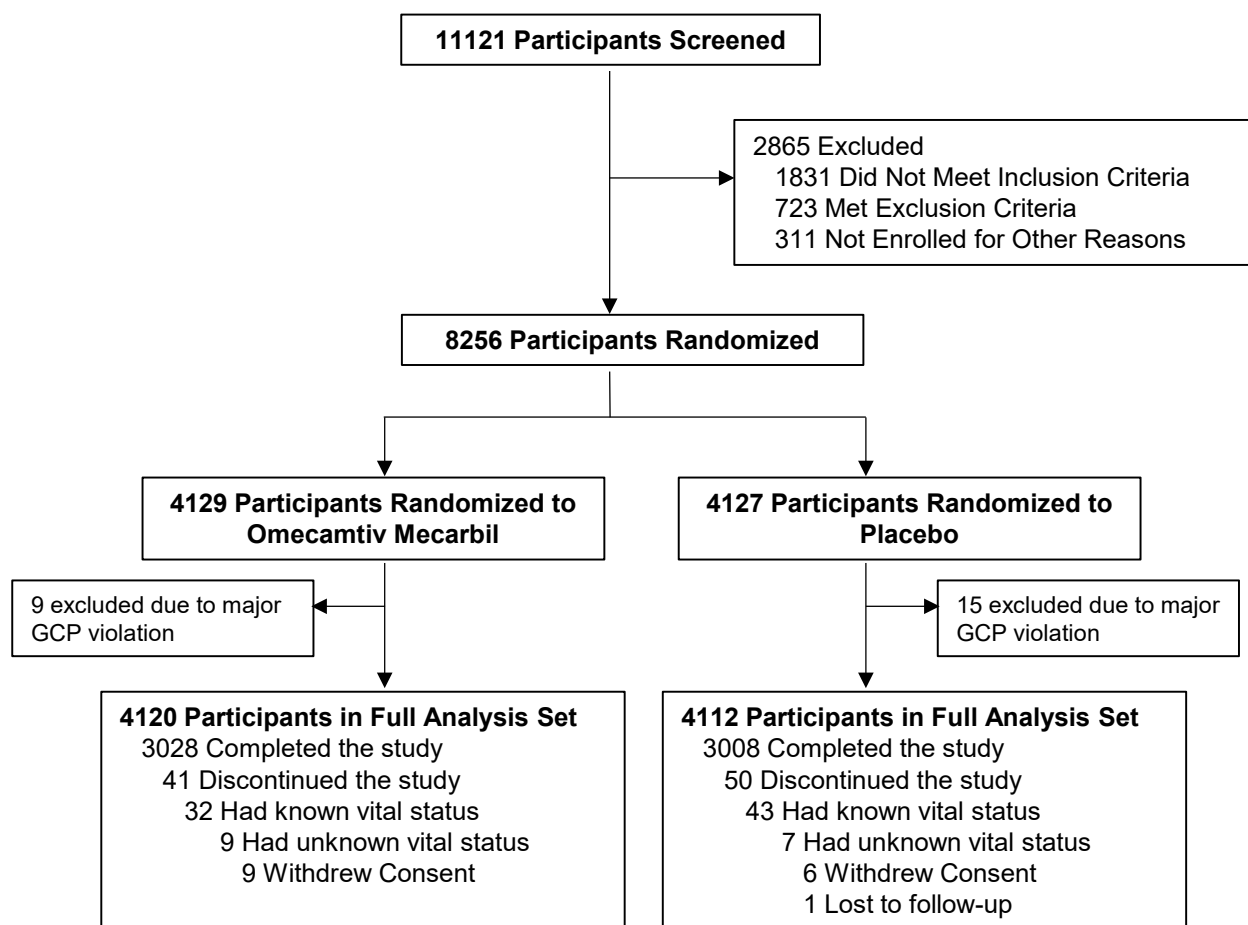 11121 Participants Screened
2865 Excluded
1831 Did Not Meet Inclusion Criteria
723 Met Exclusion Criteria
311 Not Enrolled for Other Reasons
8256 Participants Randomized
4129 Participants Randomized to
Omecamtiv Mecarbil
4127 Participants Randomized to
Placebo
9 excluded due to major
GCP violation
15 excluded due to major
GCP violation
4120 Participants in Full Analysis Set
3028 Completed the study
41 Discontinued the study
32 Had known vital status
9 Had unknown vital status
9 Withdrew Consent
4112 Participants in Full Analysis Set
3008 Completed the study
50 Discontinued the study
43 Had known vital status
7 Had unknown vital status
6 Withdrew Consent
1 Lost to follow-up